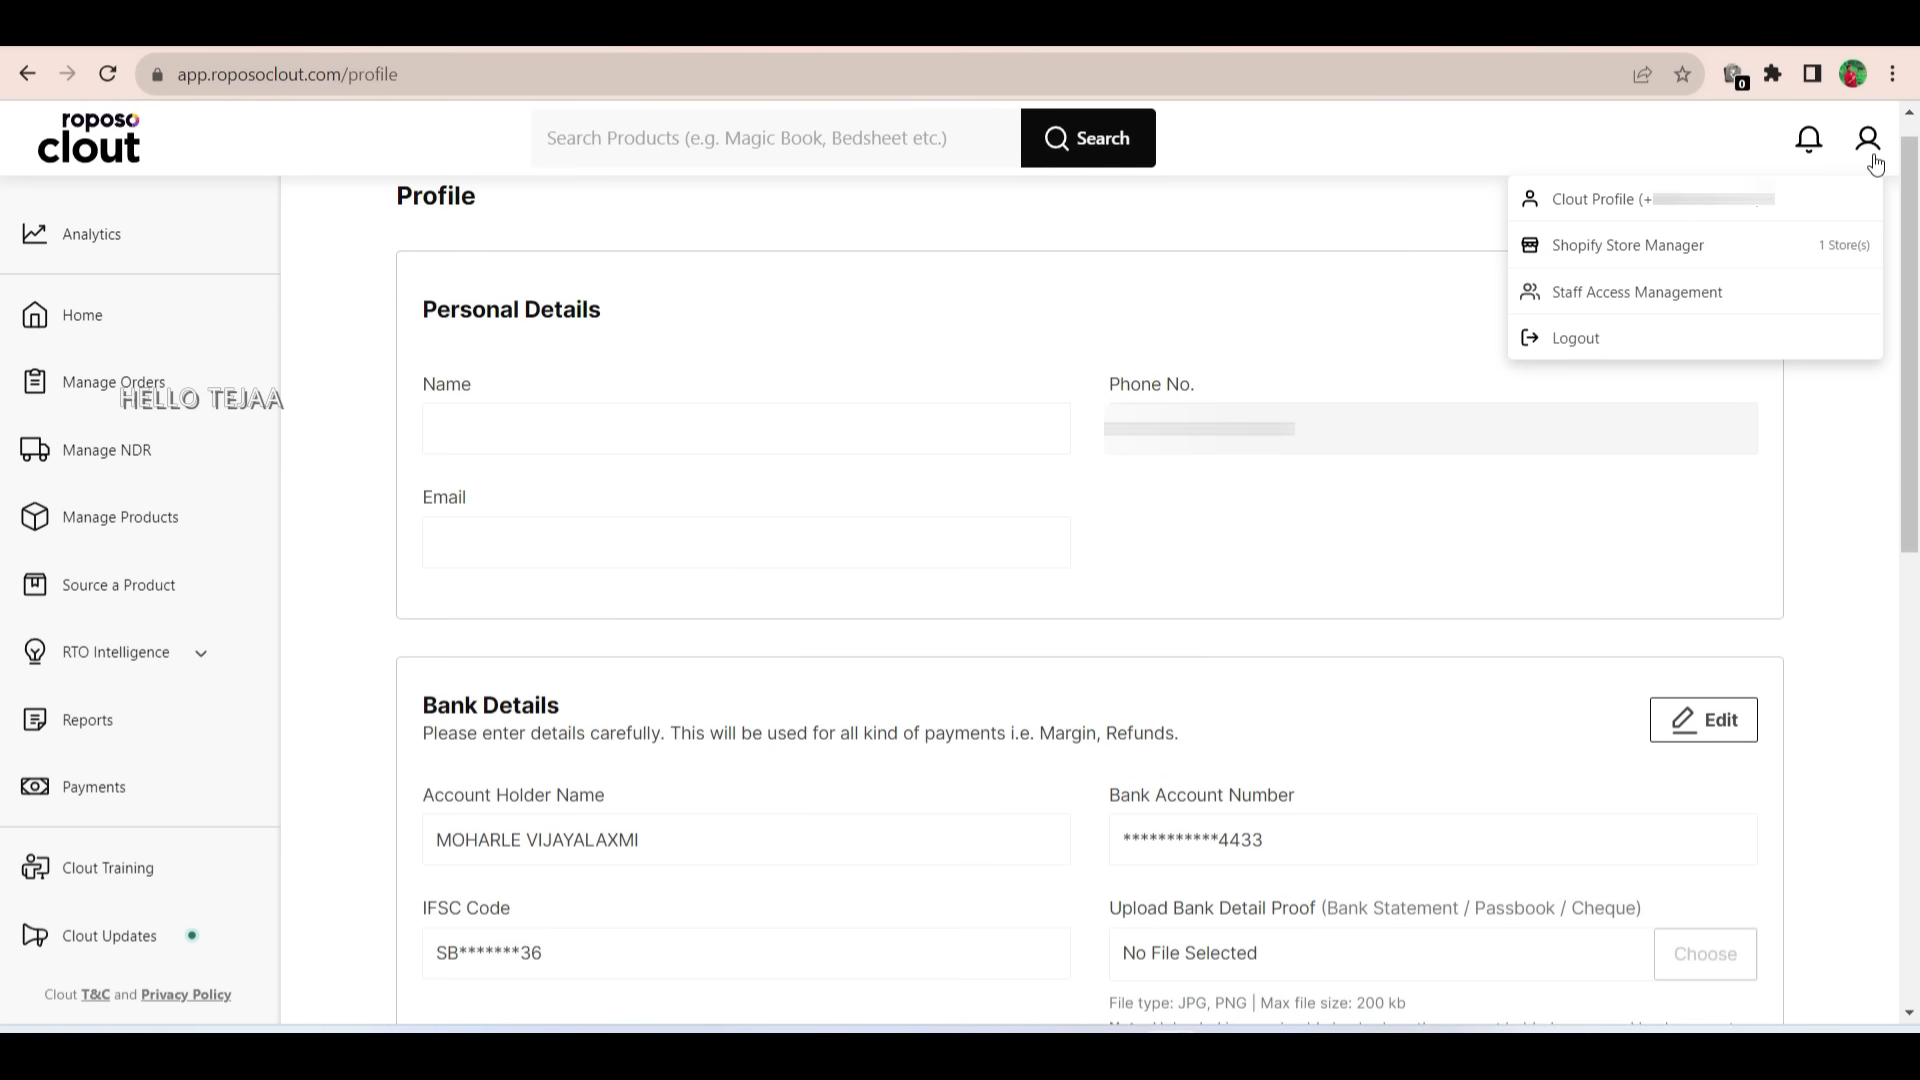 app.roposoclout.com/profile
0
roposo
clout
Search Products (e.g. Magic Book, Bedsheet etc.)
Search
Profile
Clout Profile (+
Shopify Store Manager
1 Store(s)
Staff Access Management
Logout
Analytics
Home
Manage Orders
HELLO TEJAA
Manage NDR
Manage Products
Source a Product
RTO Intelligence
Reports
Payments
Clout Training
Clout Updates
Clout T&C and Privacy Policy
Personal Details
Name
Phone No.
Email
Bank Details
Please enter details carefully. This will be used for all kind of payments i.e. Margin, Refunds.
Edit
Account Holder Name
MOHARLE VIJAYALAXMI
Bank Account Number
***********4433
IFSC Code
SB*******36
Upload Bank Detail Proof (Bank Statement / Passbook / Cheque)
No File Selected
Choose
File type: JPG, PNG | Max file size: 200 kb